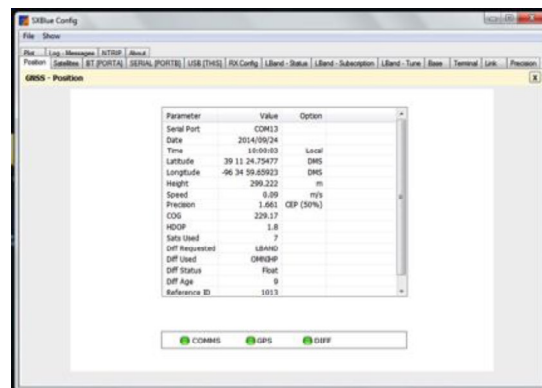 SXBlue Config
File Show
Plot Log - Messages NTRIP About
Position Satellites BT [PORTA] SERIAL [PORTB] USB [THIS] RX Config LBand - Status LBand - Subscription LBand - Tune Base Terminal Link Precision
GNSS - Position X
Parameter Value Option
Serial Port COM13
Date 2014/09/24
Time 10:00:03 Local
Latitude 39 11 24.75477 DMS
Longitude -96 34 59.65923 DMS
Height 299.222 m
Speed 0.09 m/s
Precision 1.661 CEP (50%)
COG 229.17
HDOP 1.8
Sats Used 7
Diff Requested LBAND
Diff Used OMNIHP
Diff Status Float
Diff Age 9
Reference ID 1013
COMMS GPS DIFF